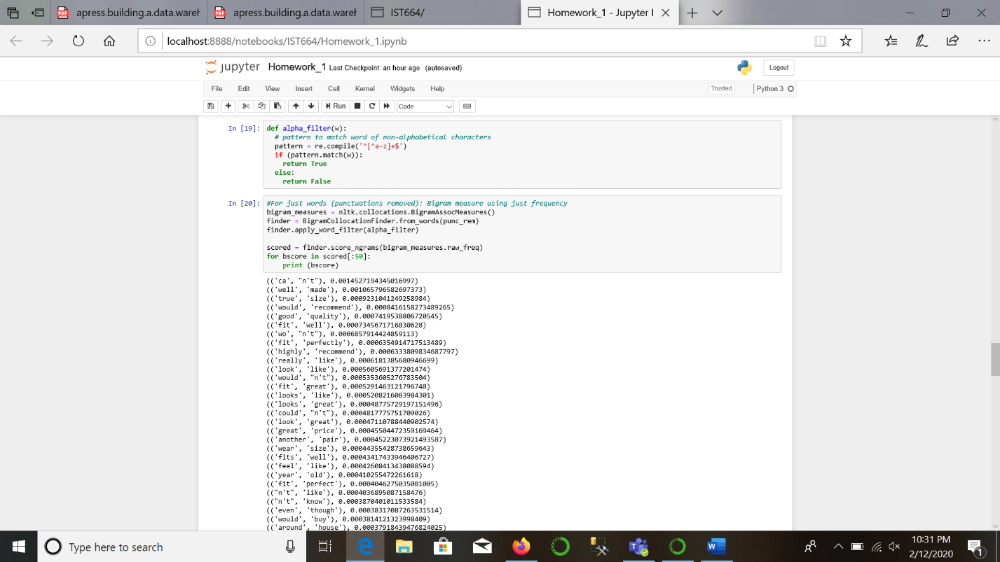 apress.building.a.data.wareh
apress.building.a.data.wareh
IST664/
Homework_1 - Jupyter I
localhost:8888/notebooks/IST664/Homework_1.ipynb
jupyter Homework_1 Last Checkpoint: an hour ago (autosaved)
Logout
File Edit View Insert Cell Kernel Widgets Help
Trusted
Python 3
Run
Code
In [19]: def alpha_filter(w):
# pattern to match word of non-alphabetical characters
pattern = re.compile('^[^a-z]+$')
if (pattern.match(w)):
return True
else:
return False
In [20]: #For just words (punctuations removed): Bigram measure using just frequency
bigram_measures = nltk.collocations.BigramAssocMeasures()
finder = BigramCollocationFinder.from_words(punc_rem)
finder.apply_word_filter(alpha_filter)
scored = finder.score_ngrams(bigram_measures.raw_freq)
for bscore in scored[:50]:
print (bscore)
(('ca', "n't"), 0.0014527194345016997)
(('well', 'made'), 0.001065796582697373)
(('true', 'size'), 0.0009231041249258984)
(('would', 'recommend'), 0.0008416158273489265)
(('good', 'quality'), 0.0007419538806720545)
(('fit', 'well'), 0.0007345671716830628)
(('wo', "n't"), 0.0006857914424859113)
(('fit', 'perfectly'), 0.0006354914717513489)
(('highly', 'recommend'), 0.0006333809834687797)
(('really', 'like'), 0.0006181385680946699)
(('look', 'like'), 0.0005605691377201474)
(('would', "n't"), 0.0005353605276783504)
(('fit', 'great'), 0.0005291463121796748)
(('looks', 'like'), 0.0005208216083984301)
(('looks', 'great'), 0.00048775729197151496)
(('could', "n't"), 0.0004817775751709026)
(('look', 'great'), 0.00047110788440902574)
(('great', 'price'), 0.00045504472359169464)
(('another', 'pair'), 0.00045223073921493587)
(('wear', 'size'), 0.00044355428738659643)
(('fits', 'well'), 0.00043417433946406727)
(('feel', 'like'), 0.00042608413438088594)
(('year', 'old'), 0.000410255472261618)
(('fit', 'perfect'), 0.0004046275035081005)
(("n't", 'like'), 0.0004036895087158476)
(("n't", 'know'), 0.0003870401011533584)
(('even', 'though'), 0.00038317087263531514)
(('would', 'buy'), 0.0003814121323998409)
(('around', 'house'), 0.00037918439476824025)
Type here to search
10:31 PM
2/12/2020
1